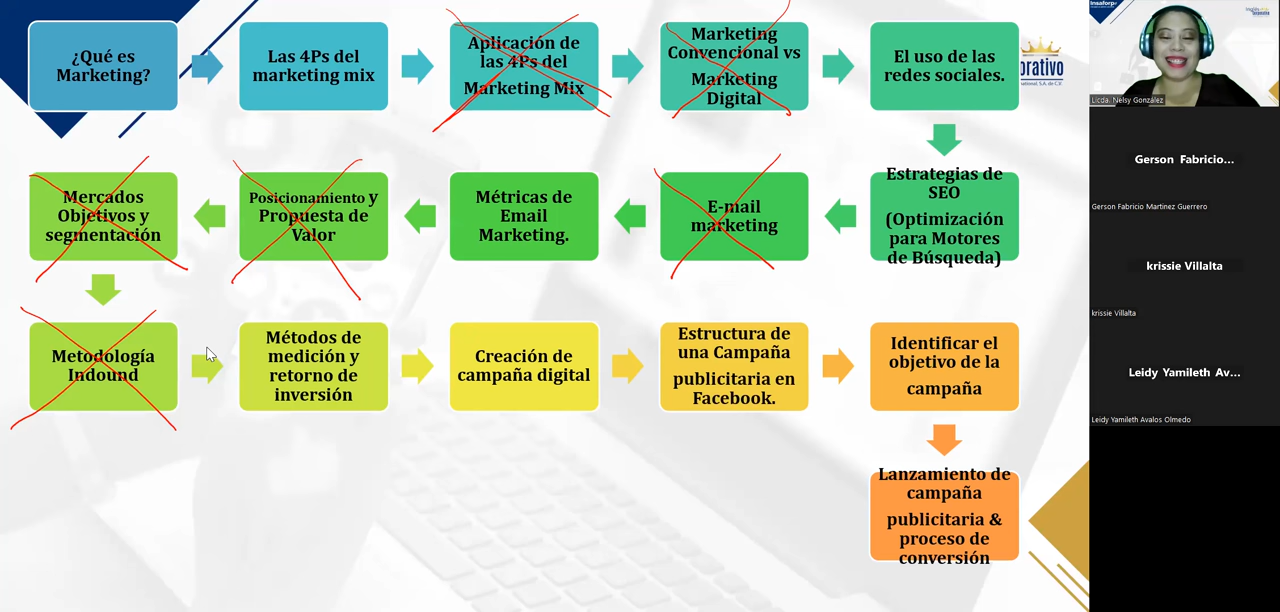 ¿Qué es
Marketing?
Las 4Ps del
marketing mix
Aplicación de
las 4Ps del
Marketing Mix
Marketing
Convencional vs
Marketing
Digital
El uso de las
redes sociales.
Estrategias de
SEO
(Optimización
para Motores
de Búsqueda)
E-mail
marketing
Métricas de
Email
Marketing.
Posicionamiento y
Propuesta de
Valor
Mercados
Objetivos y
segmentación
Metodología
Indound
Métodos de
medición y
retorno de
inversión
Creación de
campaña digital
Estructura de
una Campaña
publicitaria en
Facebook.
Identificar el
objetivo de la
campaña
Lanzamiento de
campaña
publicitaria &
proceso de
conversión
orativo
Insaforp
Licda. Nelsy González
Gerson Fabricio...
Gerson Fabricio Martinez Guerrero
krissie Villalta
krissie Villalta
Leidy Yamileth Av...
Leidy Yamileth Avalos Olmedo